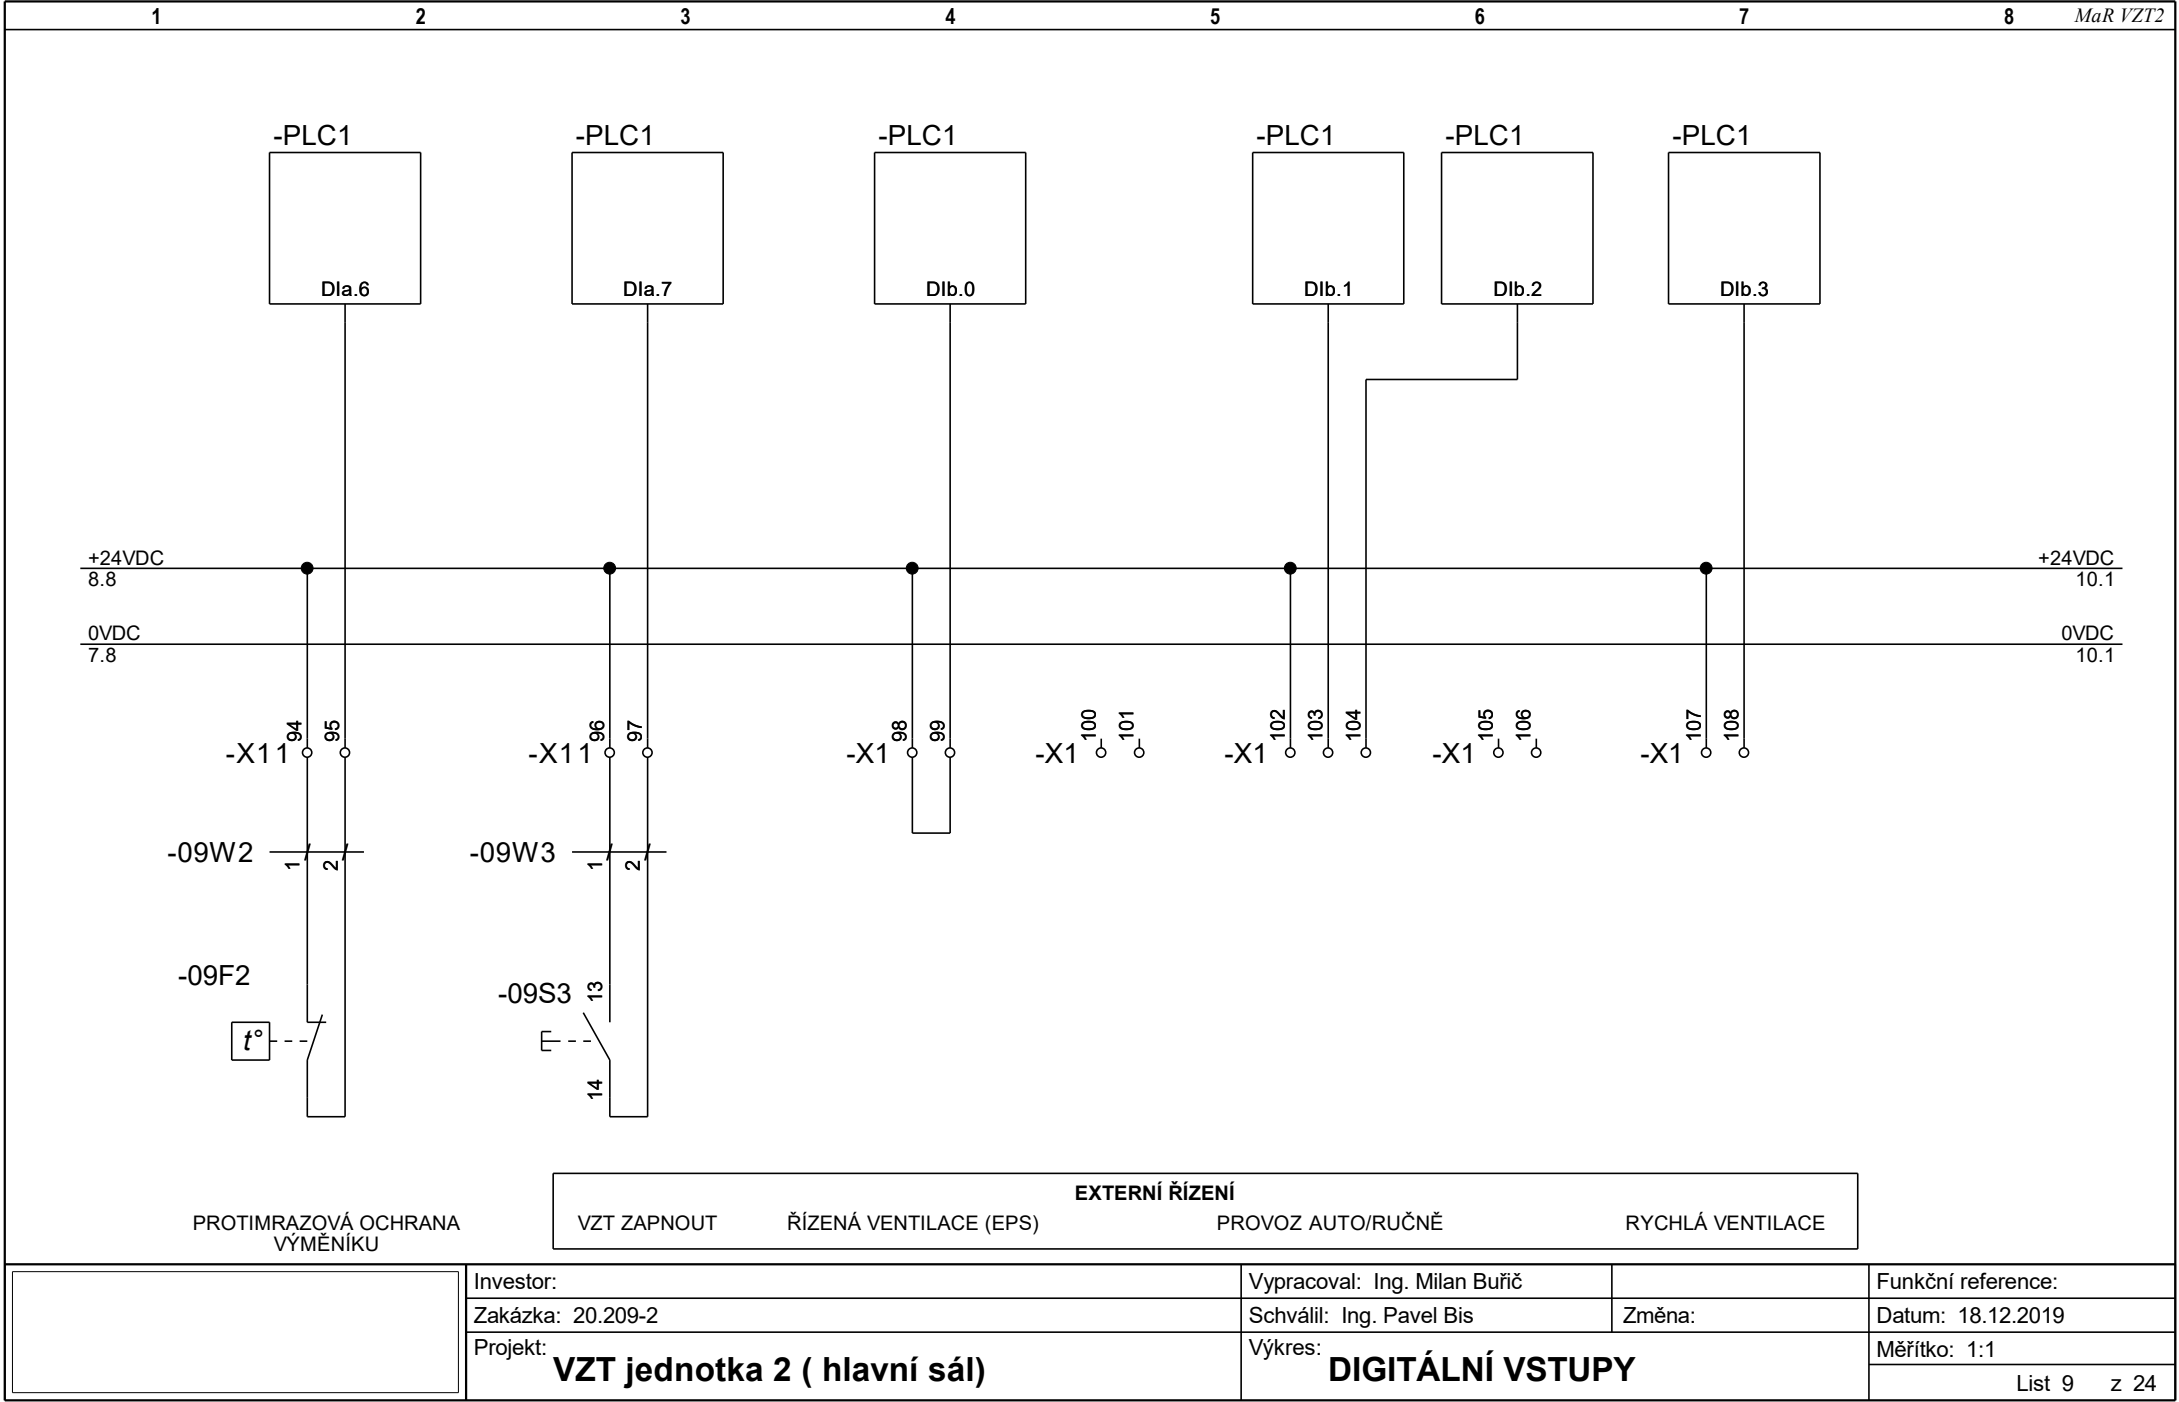 1 2 3 4 5 6 7 8 MaR VZT2
-PLC1 -PLC1 -PLC1 -PLC1 -PLC1 -PLC1
DIa.6 DIa.7 DIb.0 DIb.1 DIb.2 DIb.3
+24VDC +24VDC
8.8 10.1
0VDC 0VDC
7.8 10.1
94 95 96 97 98 99 100 101 102 103 104 105 106 107 108
-X11 -X11 -X1 -X1 -X1 -X1 -X1
-09W2 1 2 -09W3 1 2
-09F2
-09S3 13
t°
14
EXTERNÍ ŘÍZENÍ
PROTIMRAZOVÁ OCHRANA VZT ZAPNOUT ŘÍZENÁ VENTILACE (EPS) PROVOZ AUTO/RUČNĚ RYCHLÁ VENTILACE
VÝMĚNÍKU
Investor: Vypracoval: Ing. Milan Buřič Funkční reference:
Zakázka: 20.209-2 Schválil: Ing. Pavel Bis Změna: Datum: 18.12.2019
Projekt: VZT jednotka 2 ( hlavní sál) Výkres: DIGITÁLNÍ VSTUPY Měřítko: 1:1
List 9 z 24